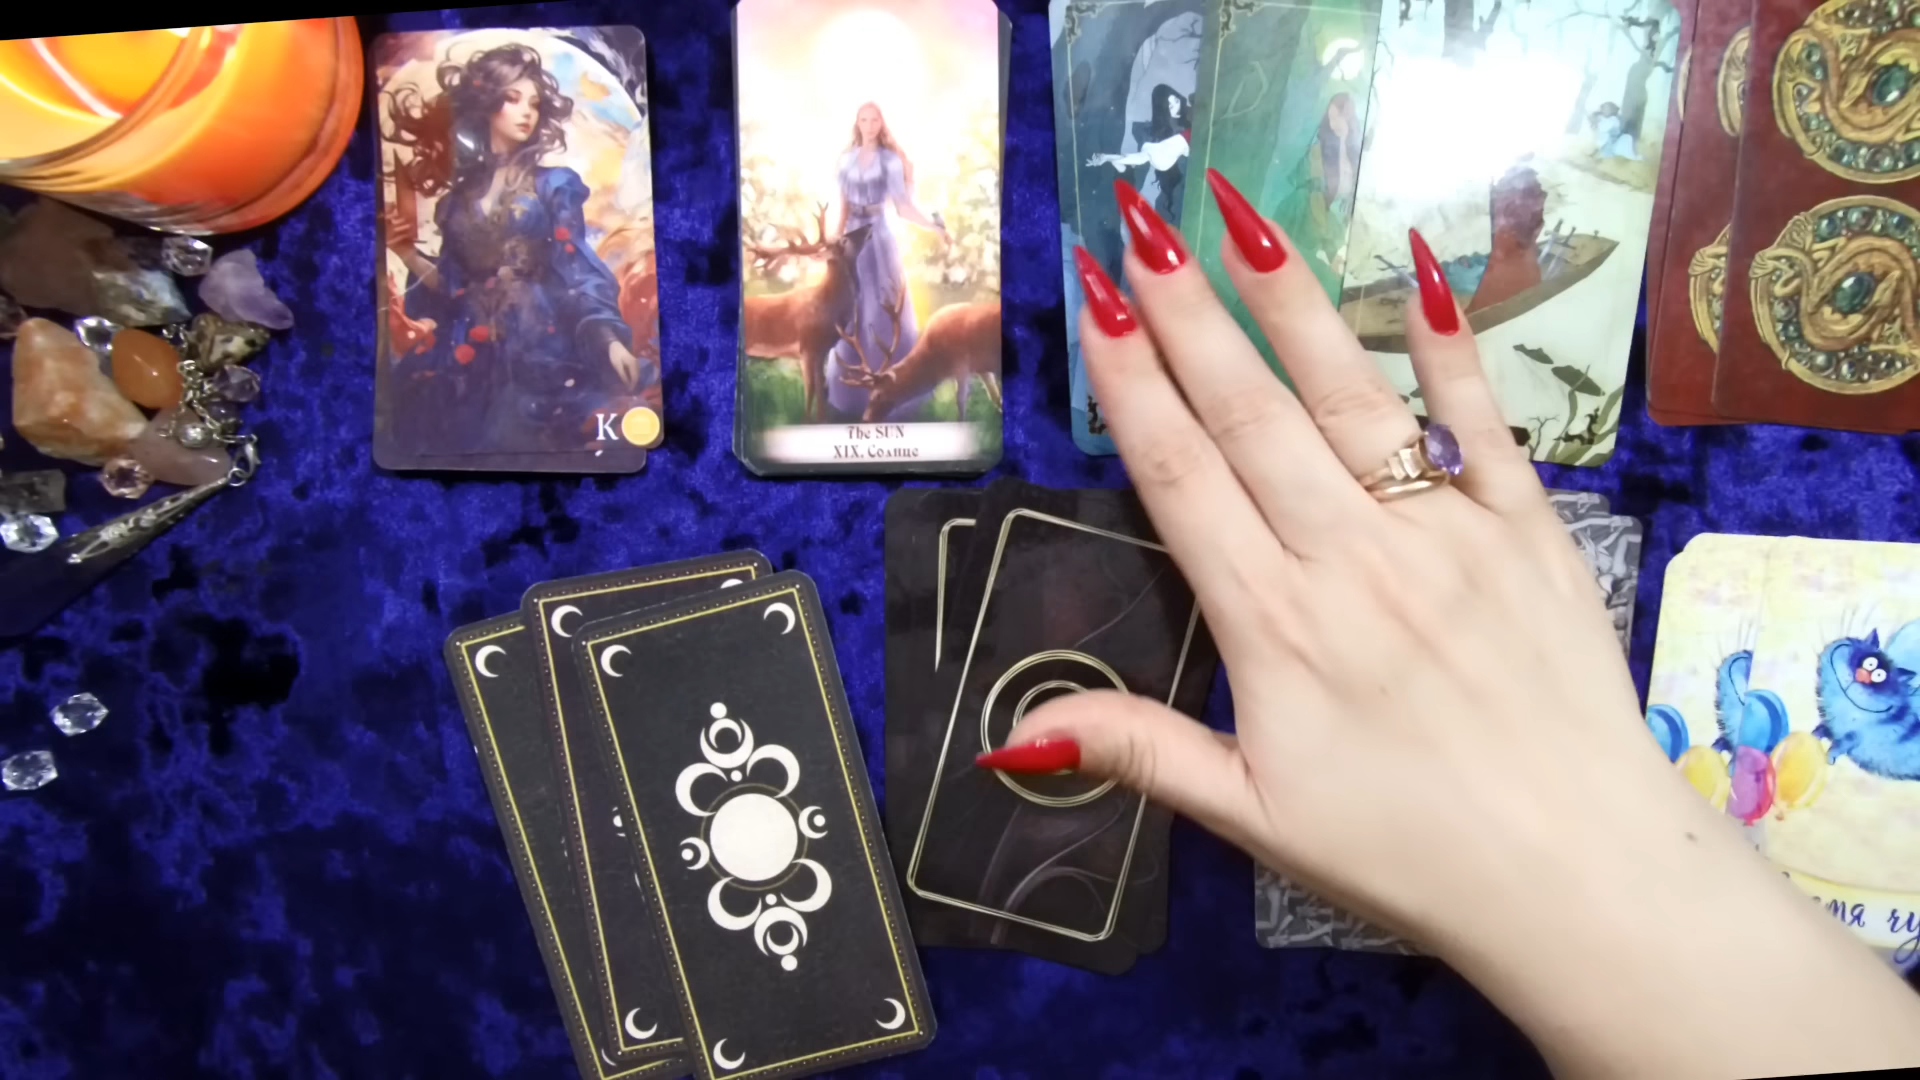 K
The SUN
XIX. Солнце